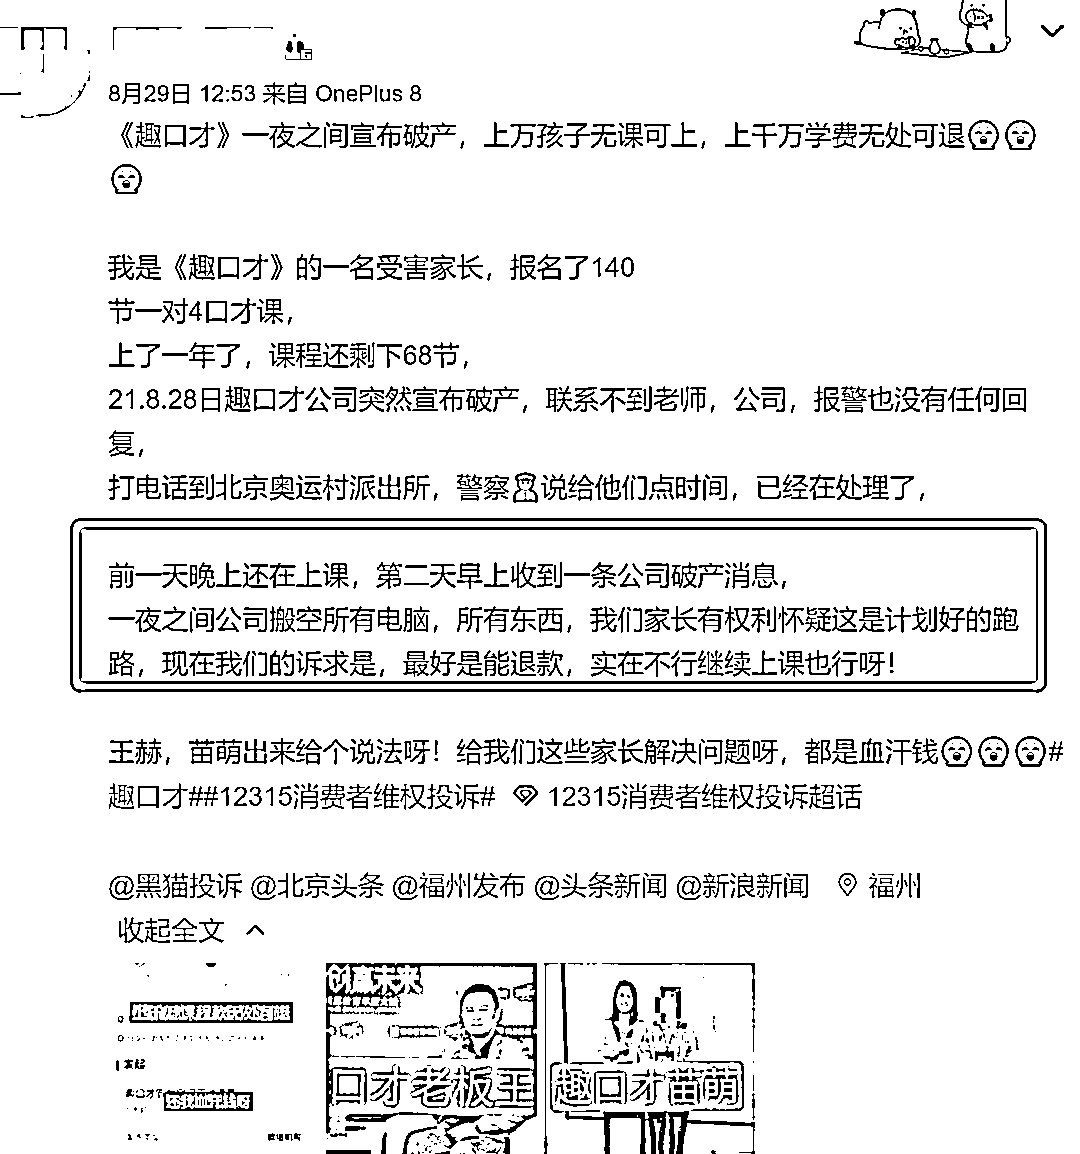 8月29日 12:53 来自 OnePlus 8
《趣口才》一夜之间宣布破产，上万孩子无课可上，上千万学费无处可退
我是《趣口才》的一名受害家长，报名了140
节一对4口才课，
上了一年了，课程还剩下68节，
21.8.28日趣口才公司突然宣布破产，联系不到老师，公司，报警也没有任何回
复，
打电话到北京奥运村派出所，警察说给他们点时间，已经在处理了，
前一天晚上还在上课，第二天早上收到一条公司破产消息，
一夜之间公司搬空所有电脑，所有东西，我们家长有权利怀疑这是计划好的跑
路，现在我们的诉求是，最好是能退款，实在不行继续上课也行呀！
王赫，苗萌出来给个说法呀！给我们这些家长解决问题呀，都是血汗钱#
趣口才##12315消费者维权投诉# 12315消费者维权投诉超话
@黑猫投诉 @北京头条 @福州发布 @头条新闻 @新浪新闻 福州
收起全文
赢未来
口才老板王
趣口才苗萌